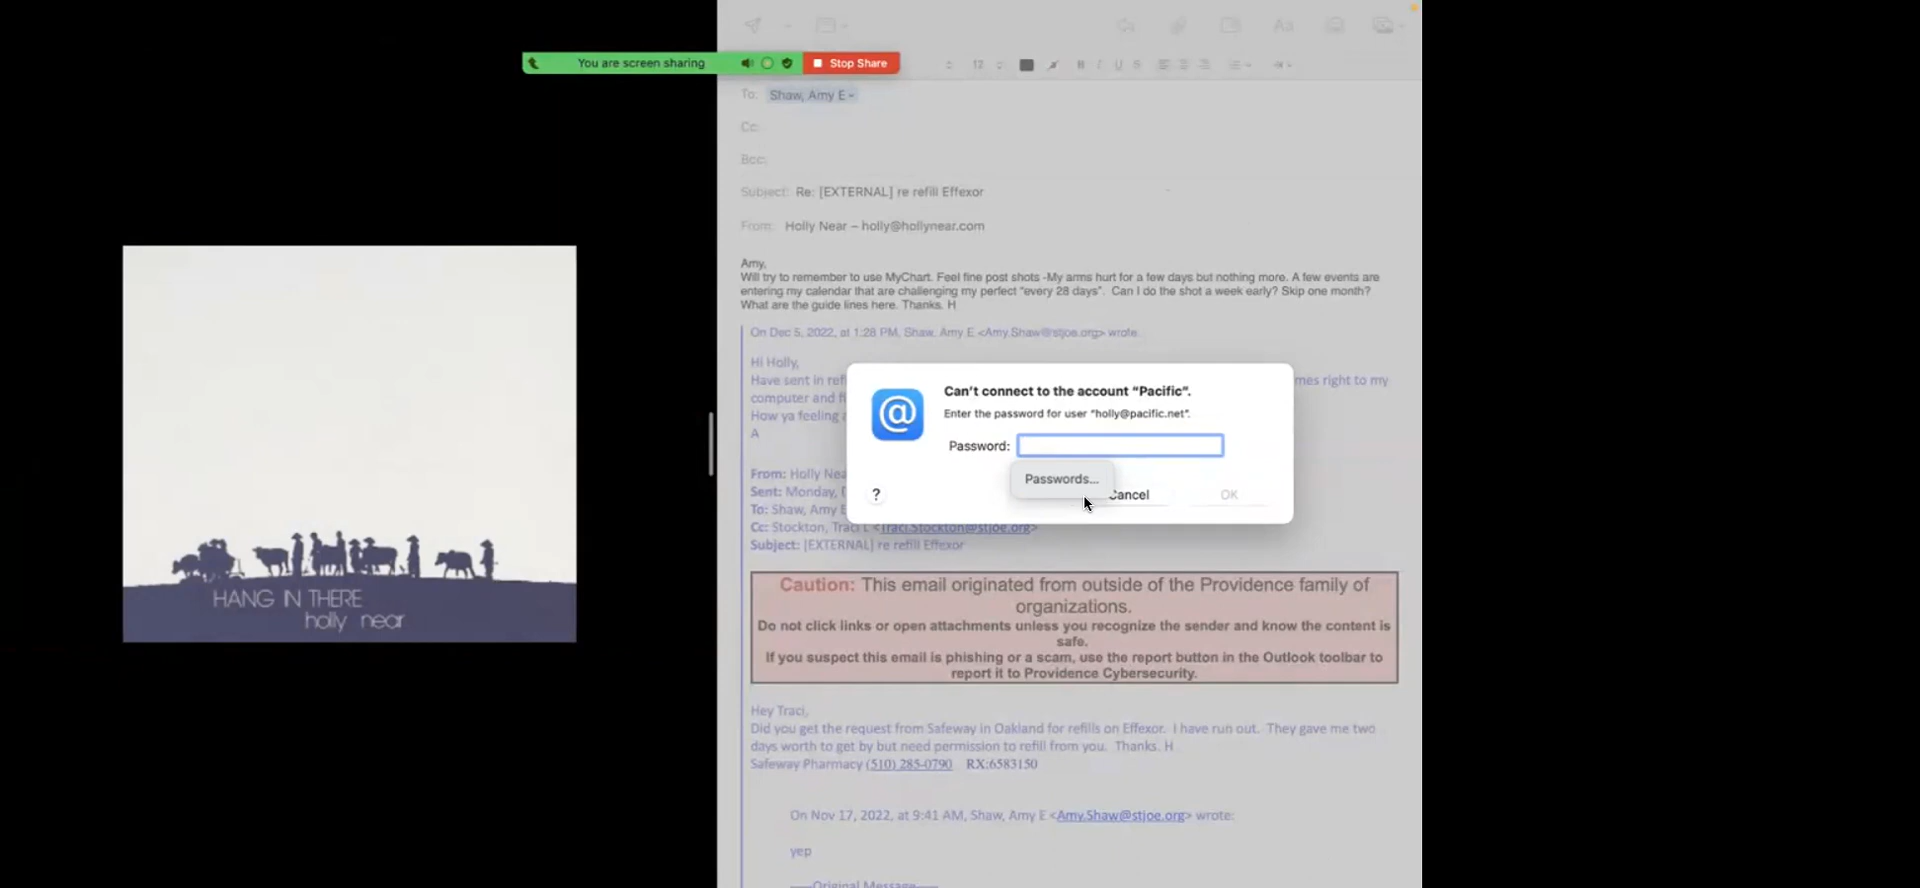 You are screen sharing
Stop Share
12
B I U S
Aa
To: Shaw, Amy E
Cc:
Bcc:
Subject: Re: [EXTERNAL] re refill Effexor
From: Holly Near – holly@hollynear.com
Amy,
Will try to remember to use MyChart. Feel fine post shots -My arms hurt for a few days but nothing more. A few events are
entering my calendar that are challenging my perfect "every 28 days". Can I do the shot a week early? Skip one month?
What are the guide lines here. Thanks. H
On Dec 5, 2022, at 1:28 PM, Shaw, Amy E <Amy.Shaw@stjoe.org> wrote:
Hi Holly,
Have sent in ref
mes right to my
computer and f
How ya feeling
A
Can't connect to the account "Pacific".
Enter the password for user "holly@pacific.net".
Password:
Passwords...
? Cancel OK
From: Holly Nea
Sent: Monday,
To: Shaw, Amy E
Cc: Stockton, Traci L <Traci.Stockton@stjoe.org>
Subject: [EXTERNAL] re refill Effexor
Caution: This email originated from outside of the Providence family of
organizations.
Do not click links or open attachments unless you recognize the sender and know the content is
safe.
If you suspect this email is phishing or a scam, use the report button in the Outlook toolbar to
report it to Providence Cybersecurity.
Hey Traci,
Did you get the request from Safeway in Oakland for refills on Effexor. I have run out. They gave me two
days worth to get by but need permission to refill from you. Thanks. H
Safeway Pharmacy (510) 285-0790 RX:6583150
On Nov 17, 2022, at 9:41 AM, Shaw, Amy E <Amy.Shaw@stjoe.org> wrote:
yep
-----Original Message-----
HANG IN THERE
holly near